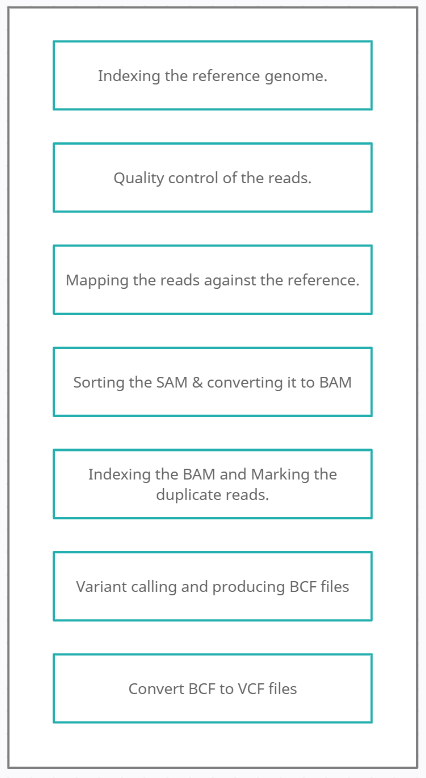 Indexing the reference genome.
Quality control of the reads.
Mapping the reads against the reference.
Sorting the SAM & converting it to BAM
Indexing the BAM and Marking the
duplicate reads.
Variant calling and producing BCF files
Convert BCF to VCF files